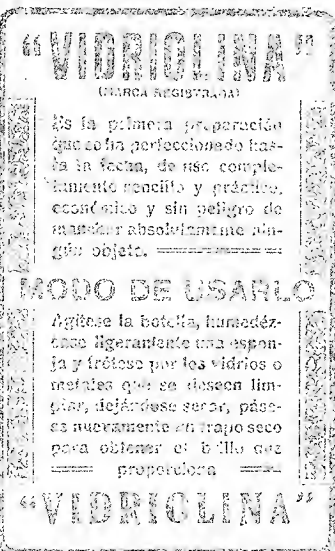 “VIDRIOLINA”
(MARCA REGISTRADA)
Es la primera preparación
que se ha perfeccionado has-
ta la fecha, de uso comple-
tamente sencillo y práctico,
económico y sin peligro de
manchar absolutamente nin-
gún objeto.
MODO DE USARLO
Agítese la botella, humedéz-
case ligeramente una espon-
ja y frótese por los vidrios o
metales que se deseen lim-
piar, dejándose secar, páse-
se nuevamente un trapo seco
para obtener el brillo que
proporciona
“VIDRIOLINA”